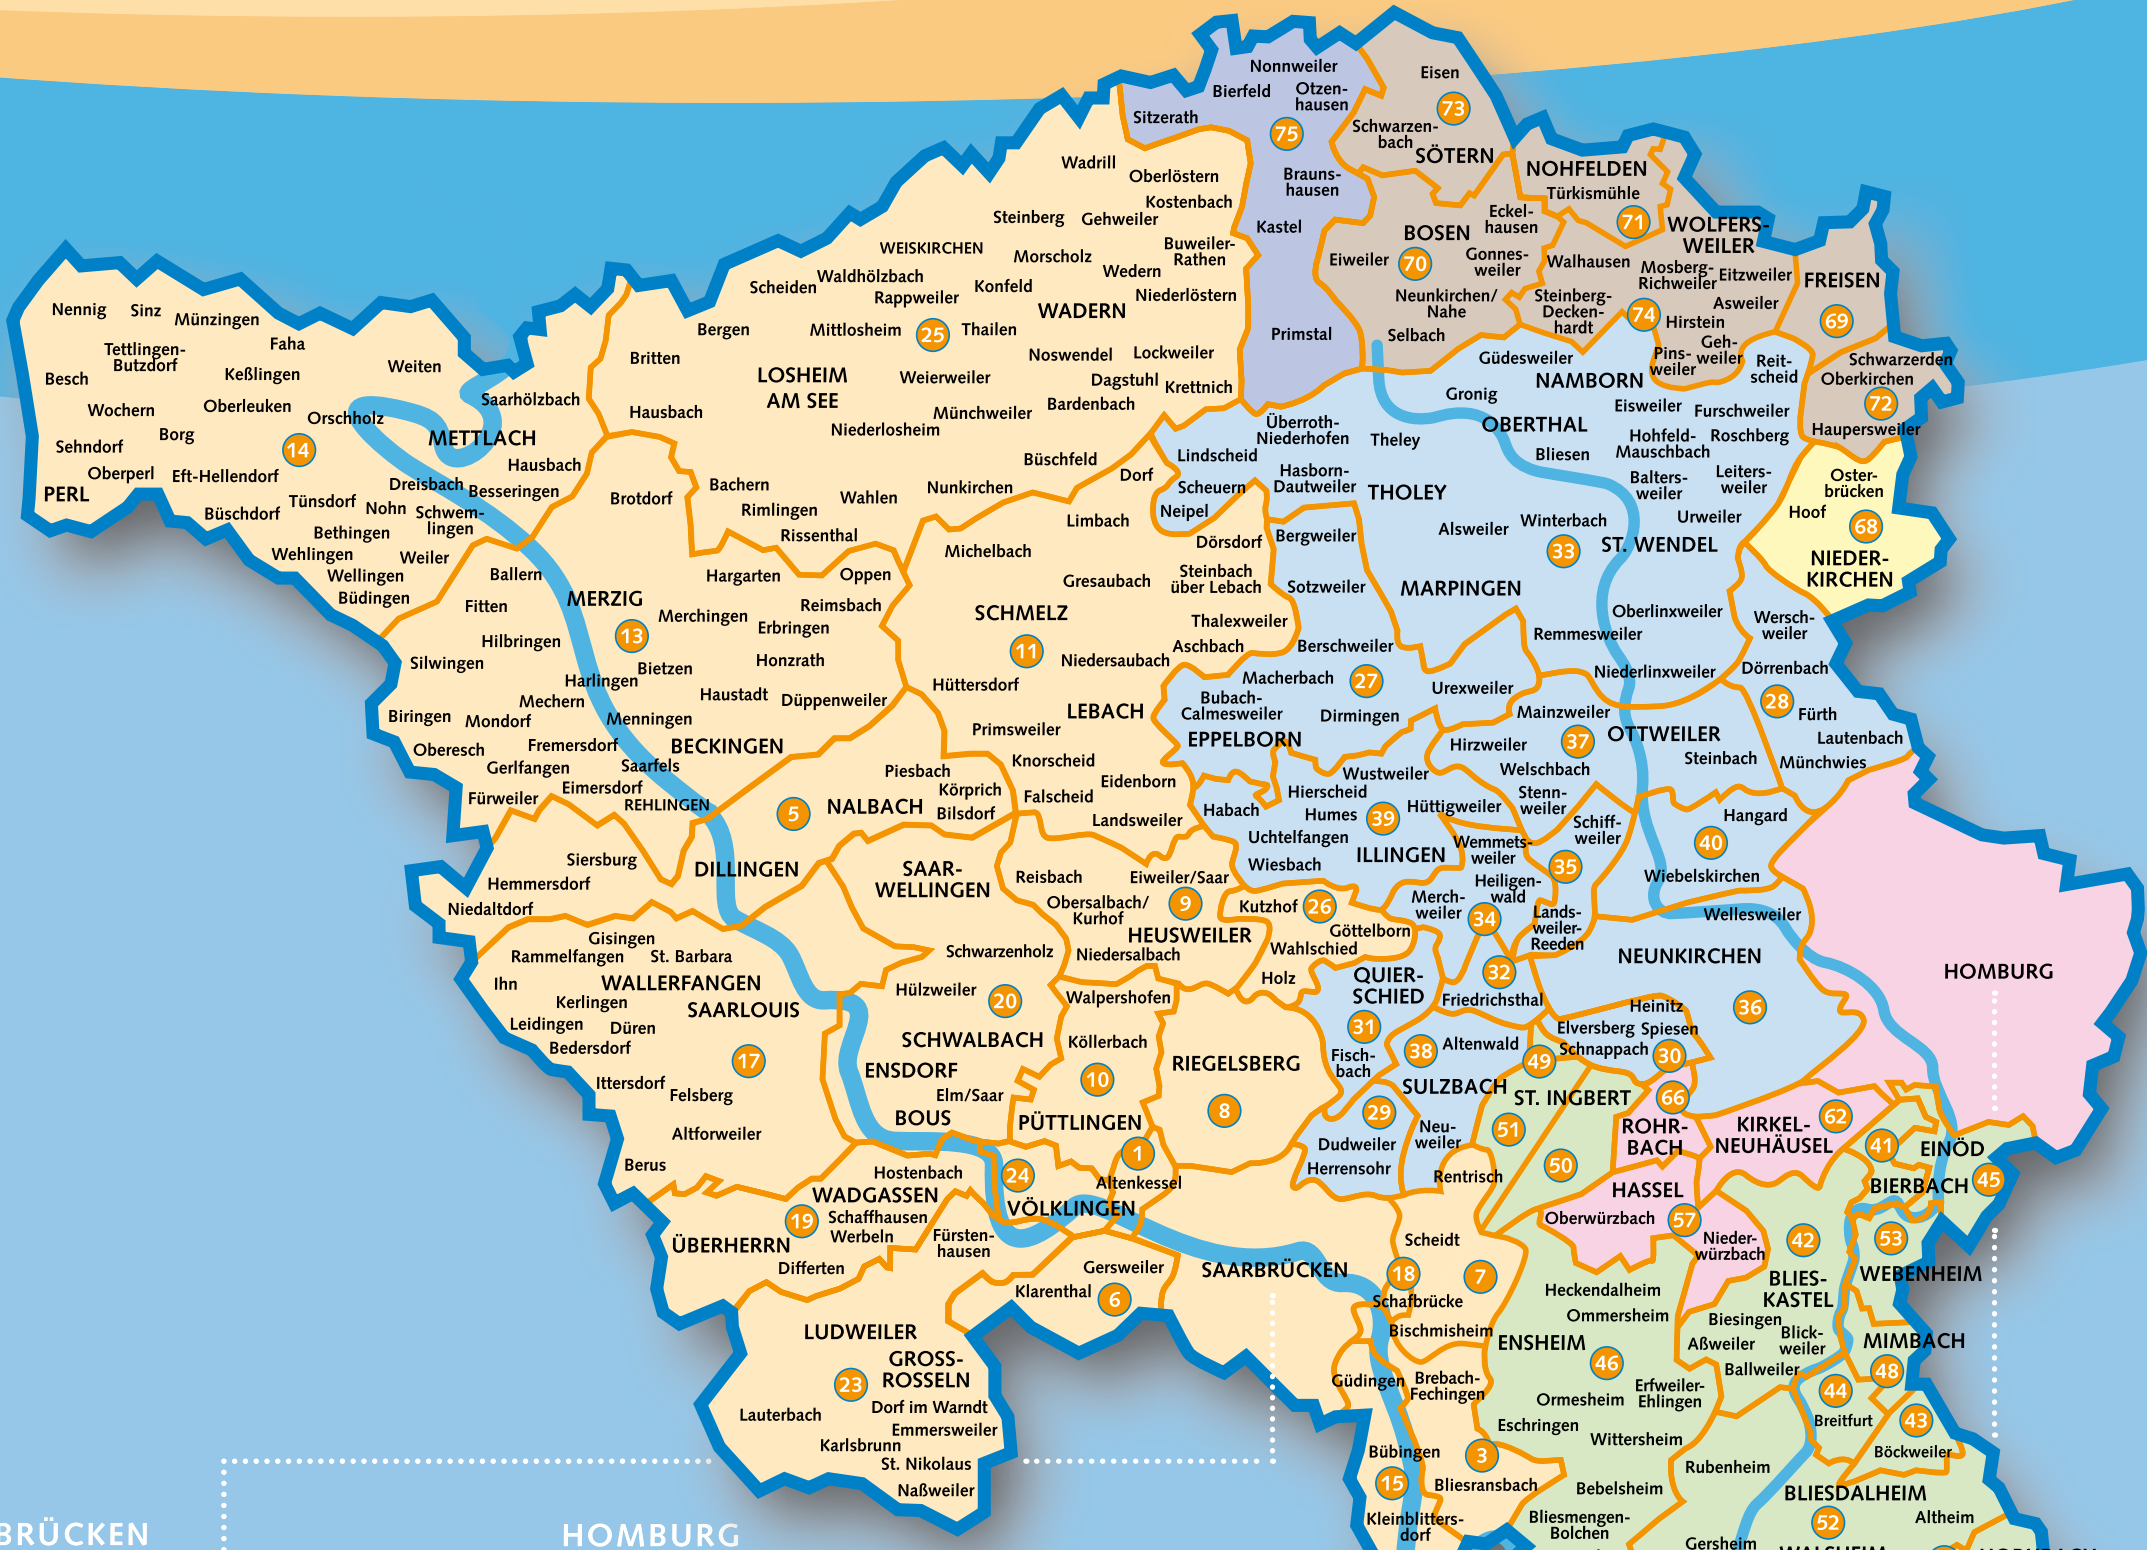 Nonnweiler
Bierfeld
Otzen-
hausen
Sitzerath
75
Brauns-
hausen
Kastel
Primstal
Eisen
73
Schwarzen-
bach
SÖTERN
NOHFELDEN
Türkismühle
71
WOLFERS-
WEILER
Eckel-
hausen
BOSEN
Eiweiler
70
Gonnes-
weiler
Neunkirchen/
Nahe
Selbach
Walhausen
Mosberg-
Richweiler
Eitzweiler
Steinberg-
Decken-
hardt
Asweiler
74
Hirstein
Geh-
weiler
Pins-
weiler
FREISEN
69
Reit-
scheid
Schwarzerden
Oberkirchen
72
Haupersweiler
Wadrill
Oberlöstern
Kostenbach
Steinberg
Gehweiler
WEISKIRCHEN
Morscholz
Buweiler-
Rathen
Waldhölzbach
Scheiden
Wedern
Rappweiler
Konfeld
Niederlöstern
WADERN
Bergen
Mittlosheim
25
Thailen
Britten
Noswendel
Lockweiler
LOSHEIM
AM SEE
Weierweiler
Dagstuhl
Krettnich
Hausbach
Münchweiler
Bardenbach
Niederlosheim
Büschfeld
Dorf
Nunkirchen
Bachern
Wahlen
Rimlingen
Rissenthal
Brotdorf
Nennig
Sinz
Münzingen
Faha
Tettlingen-
Butzdorf
Weiten
Besch
Keßlingen
Saarhölzbach
Wochern
Oberleuken
Orschholz
Borg
METTLACH
Sehndorf
14
Hausbach
Oberperl
Eft-Hellendorf
Dreisbach
Besseringen
PERL
Tünsdorf
Nohn
Schwem-
lingen
Büschdorf
Bethingen
Wehlingen
Weiler
Wellingen
Büdingen
Ballern
Hargarten
Oppen
Fitten
MERZIG
Merchingen
Reimsbach
13
Erbringen
Hilbringen
Silwingen
Bietzen
Honzrath
Harlingen
Haustadt
Düppenweiler
Mechern
Biringen
Mondorf
Menningen
Oberesch
Fremersdorf
BECKINGEN
Gerlfangen
Saarfels
Fürweiler
Eimersdorf
REHLINGEN
Siersburg
Hemmersdorf
Niedaltdorf
Limbach
Michelbach
Dörsdorf
Gresaubach
Steinbach
über Lebach
SCHMELZ
Thalexweiler
11
Aschbach
Niedersaubach
Hüttersdorf
LEBACH
Primsweiler
Knorscheid
Eidenborn
Falscheid
Landsweiler
Piesbach
Körprich
5
NALBACH
Bilsdorf
DILLINGEN
SAAR-
WELLINGEN
Reisbach
Eiweiler/Saar
9
Obersalbach/
Kurhof
HEUSWEILER
Niedersalbach
Kutzhof
26
Göttelborn
Wahlschied
Holz
Schwarzenholz
Hülzweiler
20
SCHWALBACH
ENSDORF
Elm/Saar
BOUS
Walpershofen
Köllerbach
10
PÜTTLINGEN
1
RIEGELSBERG
8
Altenkessel
24
VÖLKLINGEN
Gisingen
Rammelfangen
St. Barbara
Ihn
WALLERFANGEN
Kerlingen
SAARLOUIS
Leidingen
Düren
Bedersdorf
17
Ittersdorf
Felsberg
Altforweiler
Berus
Hostenbach
WADGASSEN
19
Schaffhausen
Werbeln
Fürsten-
hausen
ÜBERHERRN
Differten
Gersweiler
Klarenthal
6
SAARBRÜCKEN
LUDWEILER
GROSS-
ROSSELN
23
Dorf im Warndt
Lauterbach
Emmersweiler
Karlsbrunn
St. Nikolaus
Naßweiler
Güdesweiler
NAMBORN
Gronig
Eisweiler
Furschweiler
OBERTHAL
Überroth-
Niederhofen
Theley
Hohfeld-
Mauschbach
Roschberg
Lindscheid
Bliesen
Hasborn-
Dautweiler
Balters-
weiler
Leiters-
weiler
Scheuern
THOLEY
Neipel
Urweiler
Bergweiler
Alsweiler
Winterbach
33
ST. WENDEL
Sotzweiler
MARPINGEN
Oberlinxweiler
Remmesweiler
Berschweiler
Niederlinxweiler
Macherbach
27
Urexweiler
Bubach-
Calmesweiler
Dirmingen
EPPELBORN
Oster-
brücken
Hoof
68
NIEDER-
KIRCHEN
Wersch-
weiler
Dörrenbach
28
Fürth
Lautenbach
Münchwies
Mainzweiler
37
OTTWEILER
Hirzweiler
Steinbach
Welschbach
Wustweiler
Hierscheid
Stenn-
weiler
Habach
Humes
39
Hüttigweiler
Schiff-
weiler
Uchtelfangen
ILLINGEN
Wemmets-
weiler
35
Wiesbach
Heiligen-
wald
Merch-
weiler
34
Lands-
weiler-
Reeden
Hangard
40
Wiebelskirchen
Wellesweiler
NEUNKIRCHEN
36
QUIER-
SCHIED
32
Friedrichsthal
31
Fisch-
bach
38
Altenwald
49
SULZBACH
Heinitz
Elversberg
Spiesen
Schnappach
30
29
Neu-
weiler
Dudweiler
Herrensohr
Rentrisch
ST. INGBERT
51
50
66
ROHR-
BACH
KIRKEL-
NEUHÄUSEL
62
HOMBURG
41
EINÖD
BIERBACH
45
HASSEL
Oberwürzbach
57
Nieder-
würzbach
42
53
WEBENHEIM
BLIES-
KASTEL
Scheidt
18
7
Schafbrücke
Bischmisheim
Heckendalheim
Ommersheim
ENSHEIM
46
Biesingen
Aßweiler
Blick-
weiler
MIMBACH
Ballweiler
48
Güdingen
Brebach-
Fechingen
Ormesheim
Erfweiler-
Ehlingen
44
Breitfurt
43
Eschringen
Wittersheim
Böckweiler
Bübingen
3
Rubenheim
15
Bliesransbach
Bebelsheim
BLIESDALHEIM
Kleinblitters-
dorf
Bliesmengen-
Bolchen
52
Altheim
Gersheim
BRÜCKEN
HOMBURG